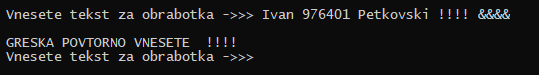 Vnesete tekst za obrabotka ->>> Ivan 976401 Petkovski !!!! &&&&
GRESKA POVTORNO VNESETE  !!!!
Vnesete tekst za obrabotka ->>>